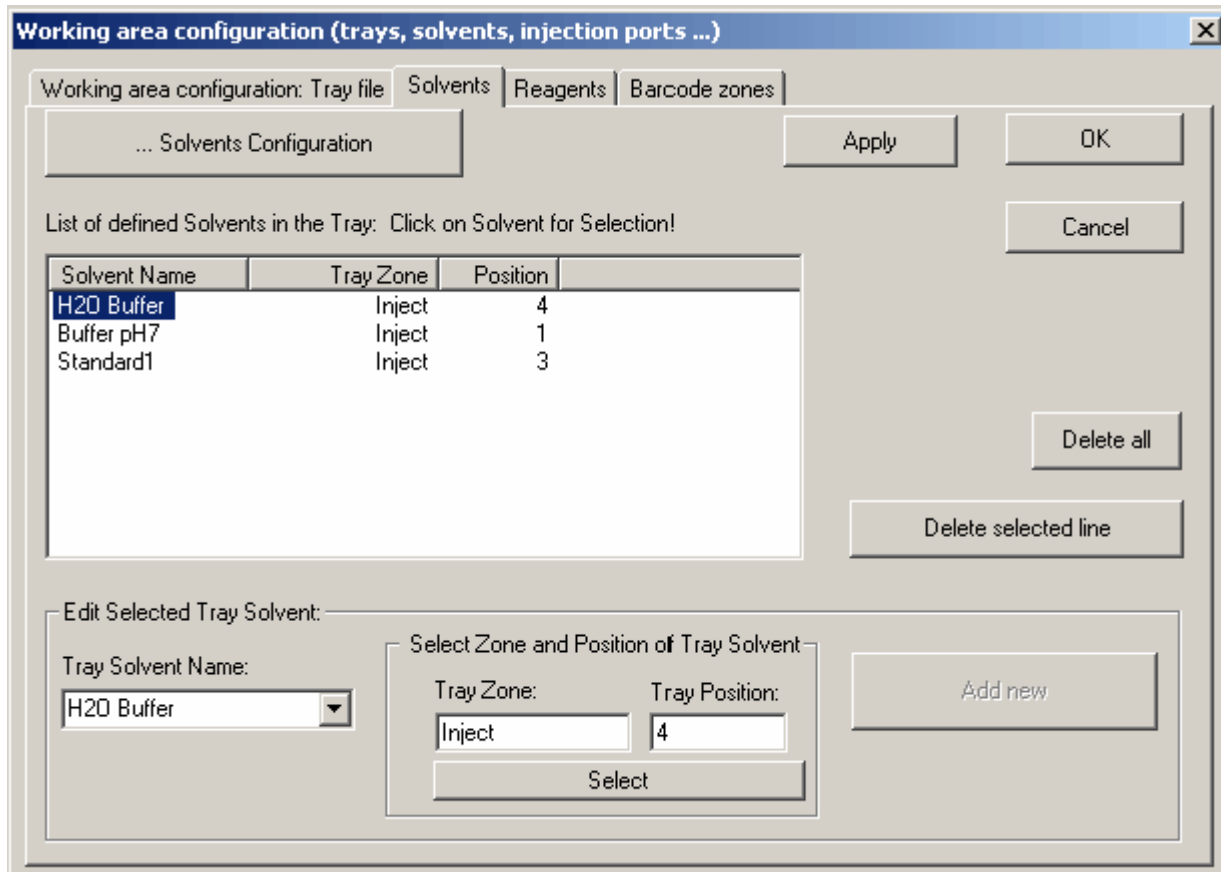 Working area configuration (trays, solvents, injection ports ...)
Working area configuration: Tray file Solvents Reagents Barcode zones
... Solvents Configuration Apply OK
List of defined Solvents in the Tray: Click on Solvent for Selection! Cancel
Solvent Name Tray Zone Position
H2O Buffer Inject 4
Buffer pH7 Inject 1
Standard1 Inject 3
Delete all
Delete selected line
Edit Selected Tray Solvent:
Select Zone and Position of Tray Solvent
Tray Solvent Name: Tray Zone: Tray Position: Add new
H2O Buffer Inject 4
Select